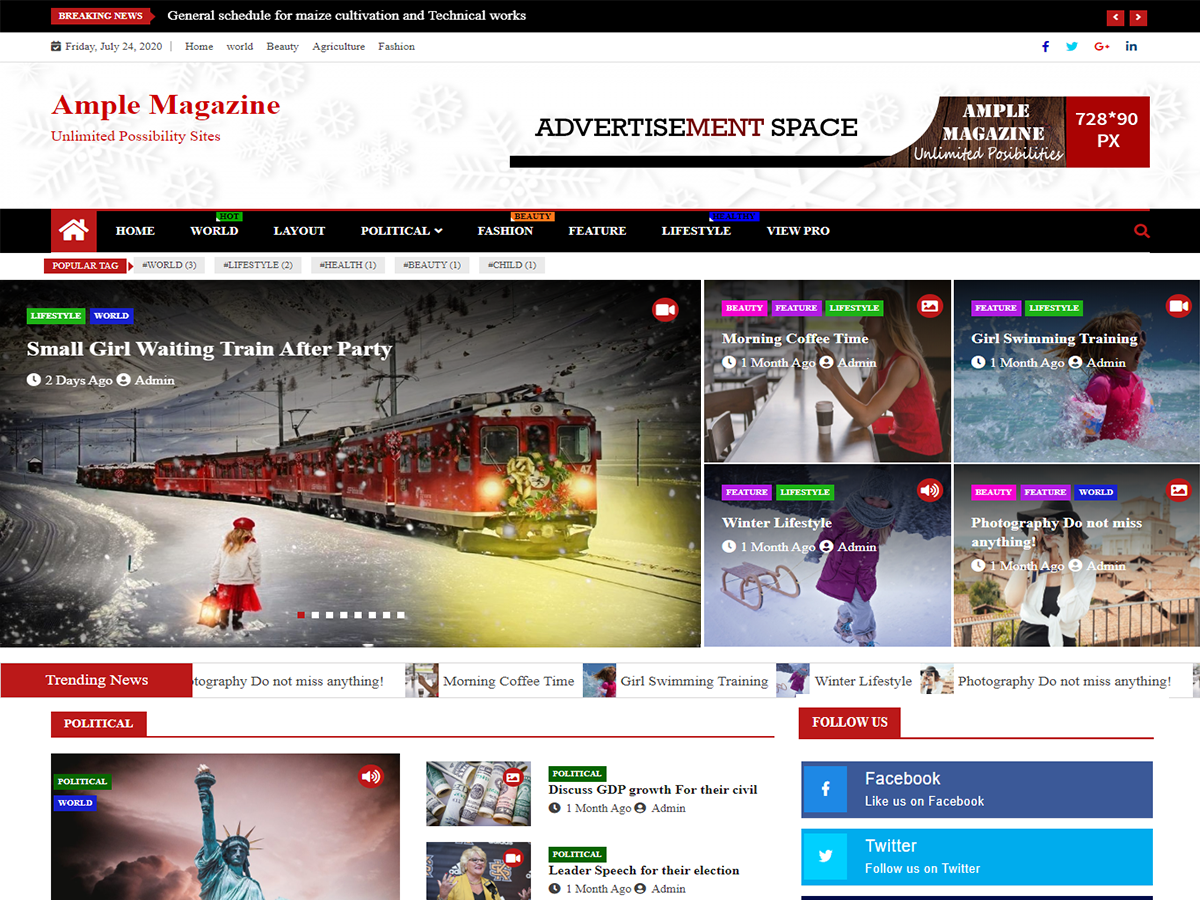 BREAKING NEWS
General schedule for maize cultivation and Technical works
Friday, July 24, 2020 | Home world Beauty Agriculture Fashion
Ample Magazine
Unlimited Possibility Sites
ADVERTISEMENT SPACE
AMPLE
MAGAZINE
Unlimited Posibilities
728*90
PX
HOT
BEAUTY
HEALTHY
HOME WORLD LAYOUT POLITICAL FASHION FEATURE LIFESTYLE VIEW PRO
POPULAR TAG #WORLD (3) #LIFESTYLE (2) #HEALTH (1) #BEAUTY (1) #CHILD (1)
LIFESTYLE WORLD
Small Girl Waiting Train After Party
2 Days Ago Admin
BEAUTY FEATURE LIFESTYLE
Morning Coffee Time
1 Month Ago Admin
FEATURE LIFESTYLE
Girl Swimming Training
1 Month Ago Admin
FEATURE LIFESTYLE
Winter Lifestyle
1 Month Ago Admin
BEAUTY FEATURE WORLD
Photography Do not miss
anything!
1 Month Ago Admin
Trending News
otography Do not miss anything! Morning Coffee Time Girl Swimming Training Winter Lifestyle Photography Do not miss anything!
POLITICAL
POLITICAL
WORLD
POLITICAL
Discuss GDP growth For their civil
1 Month Ago Admin
POLITICAL
Leader Speech for their election
1 Month Ago Admin
FOLLOW US
Facebook
Like us on Facebook
Twitter
Follow us on Twitter